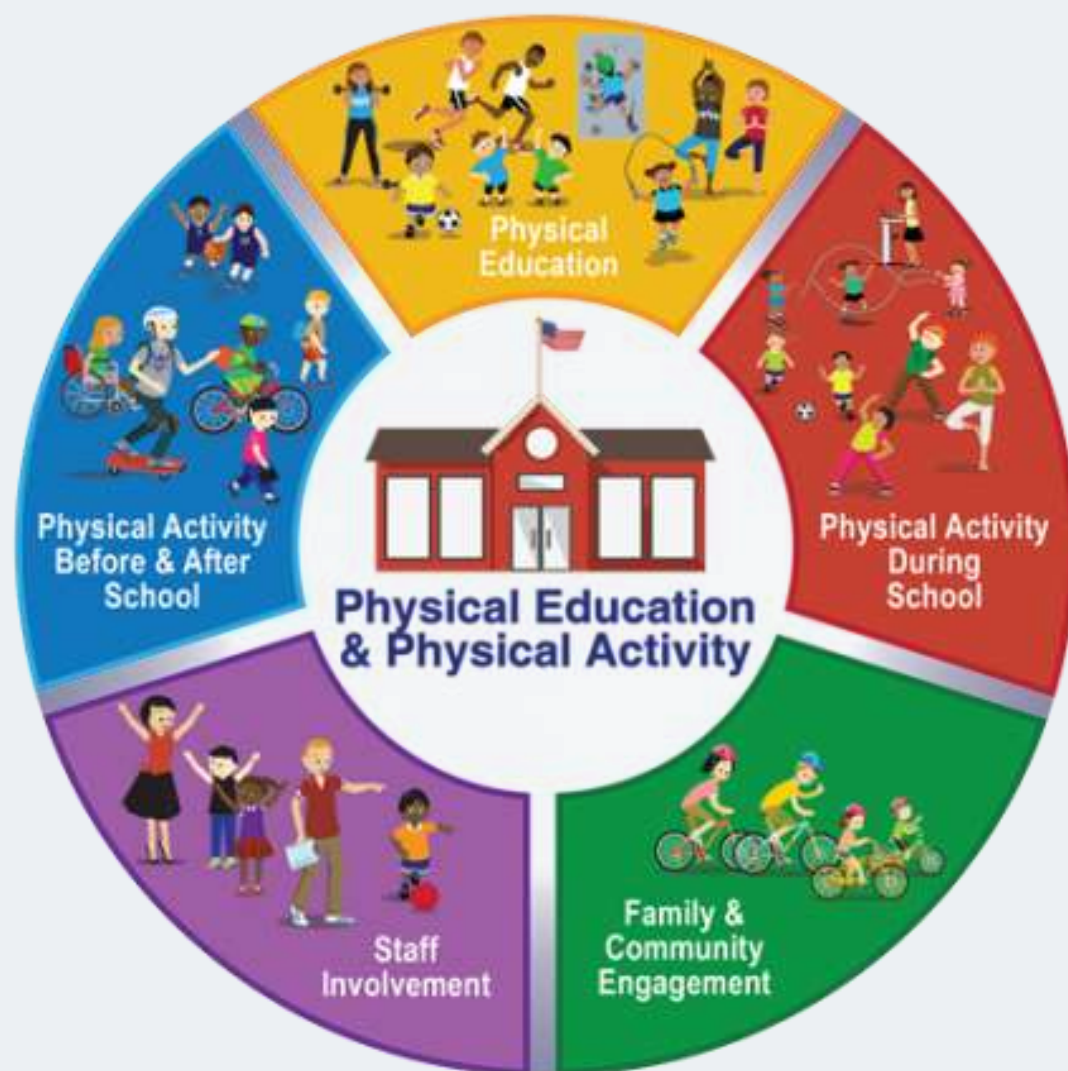 Physical
Education
Physical Activity
During
School
Family &
Community
Engagement
Staff
Involvement
Physical Activity
Before & After
School
Physical Education
& Physical Activity